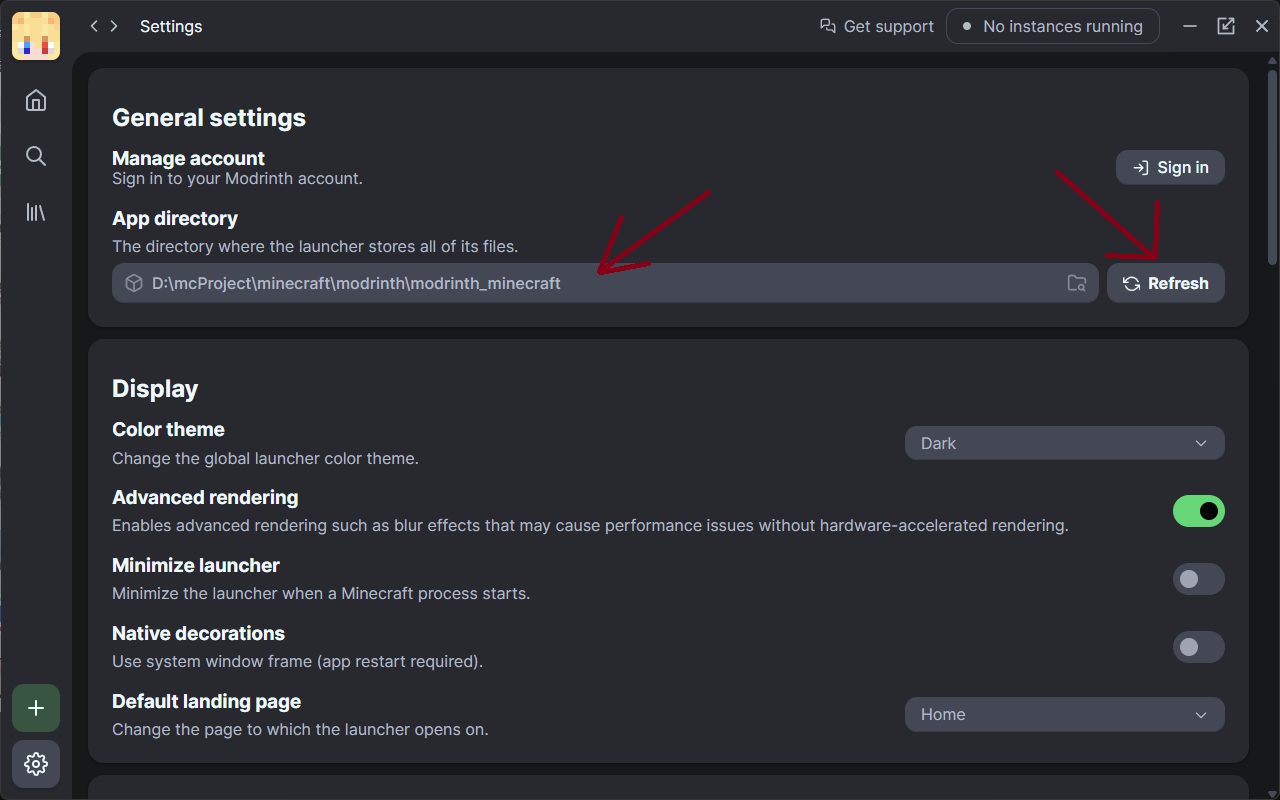 Settings
Get support
No instances running
General settings
Manage account
Sign in to your Modrinth account.
Sign in
App directory
The directory where the launcher stores all of its files.
D:\mcProject\minecraft\modrinth\modrinth_minecraft
Refresh
Display
Color theme
Change the global launcher color theme.
Dark
Advanced rendering
Enables advanced rendering such as blur effects that may cause performance issues without hardware-accelerated rendering.
Minimize launcher
Minimize the launcher when a Minecraft process starts.
Native decorations
Use system window frame (app restart required).
Default landing page
Change the page to which the launcher opens on.
Home